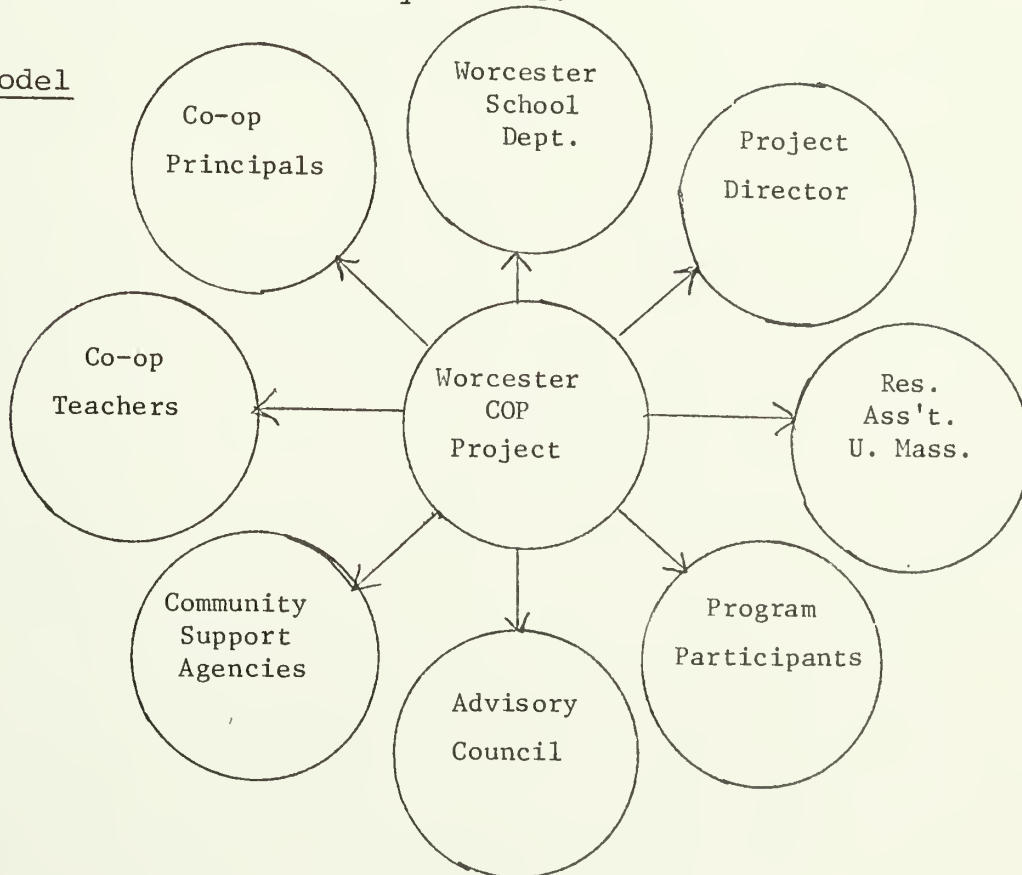 odel
Worcester
School
Dept.
Co-op
Principals
Project
Director
Co-op
Teachers
Worcester
COP
Project
Res.
Ass't.
U. Mass.
Community
Support
Agencies
Program
Participants
Advisory
Council